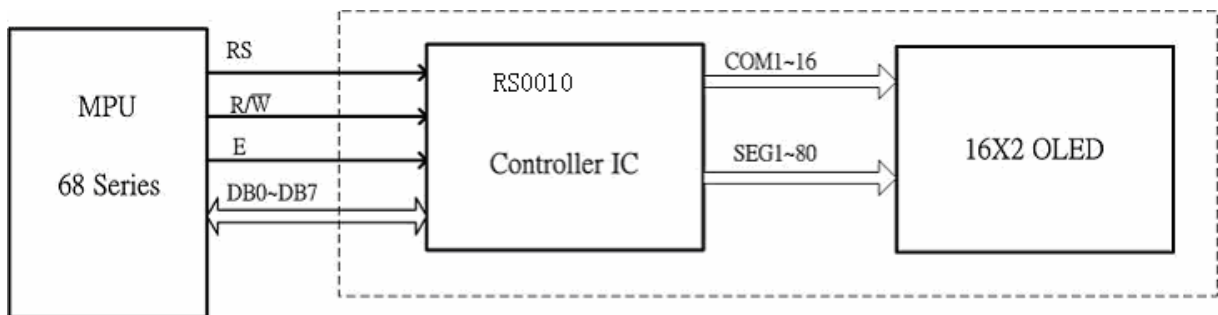 MPU
68 Series
RS
R/W̅
E
DB0~DB7
RS0010
Controller IC
COM1~16
SEG1~80
16X2 OLED